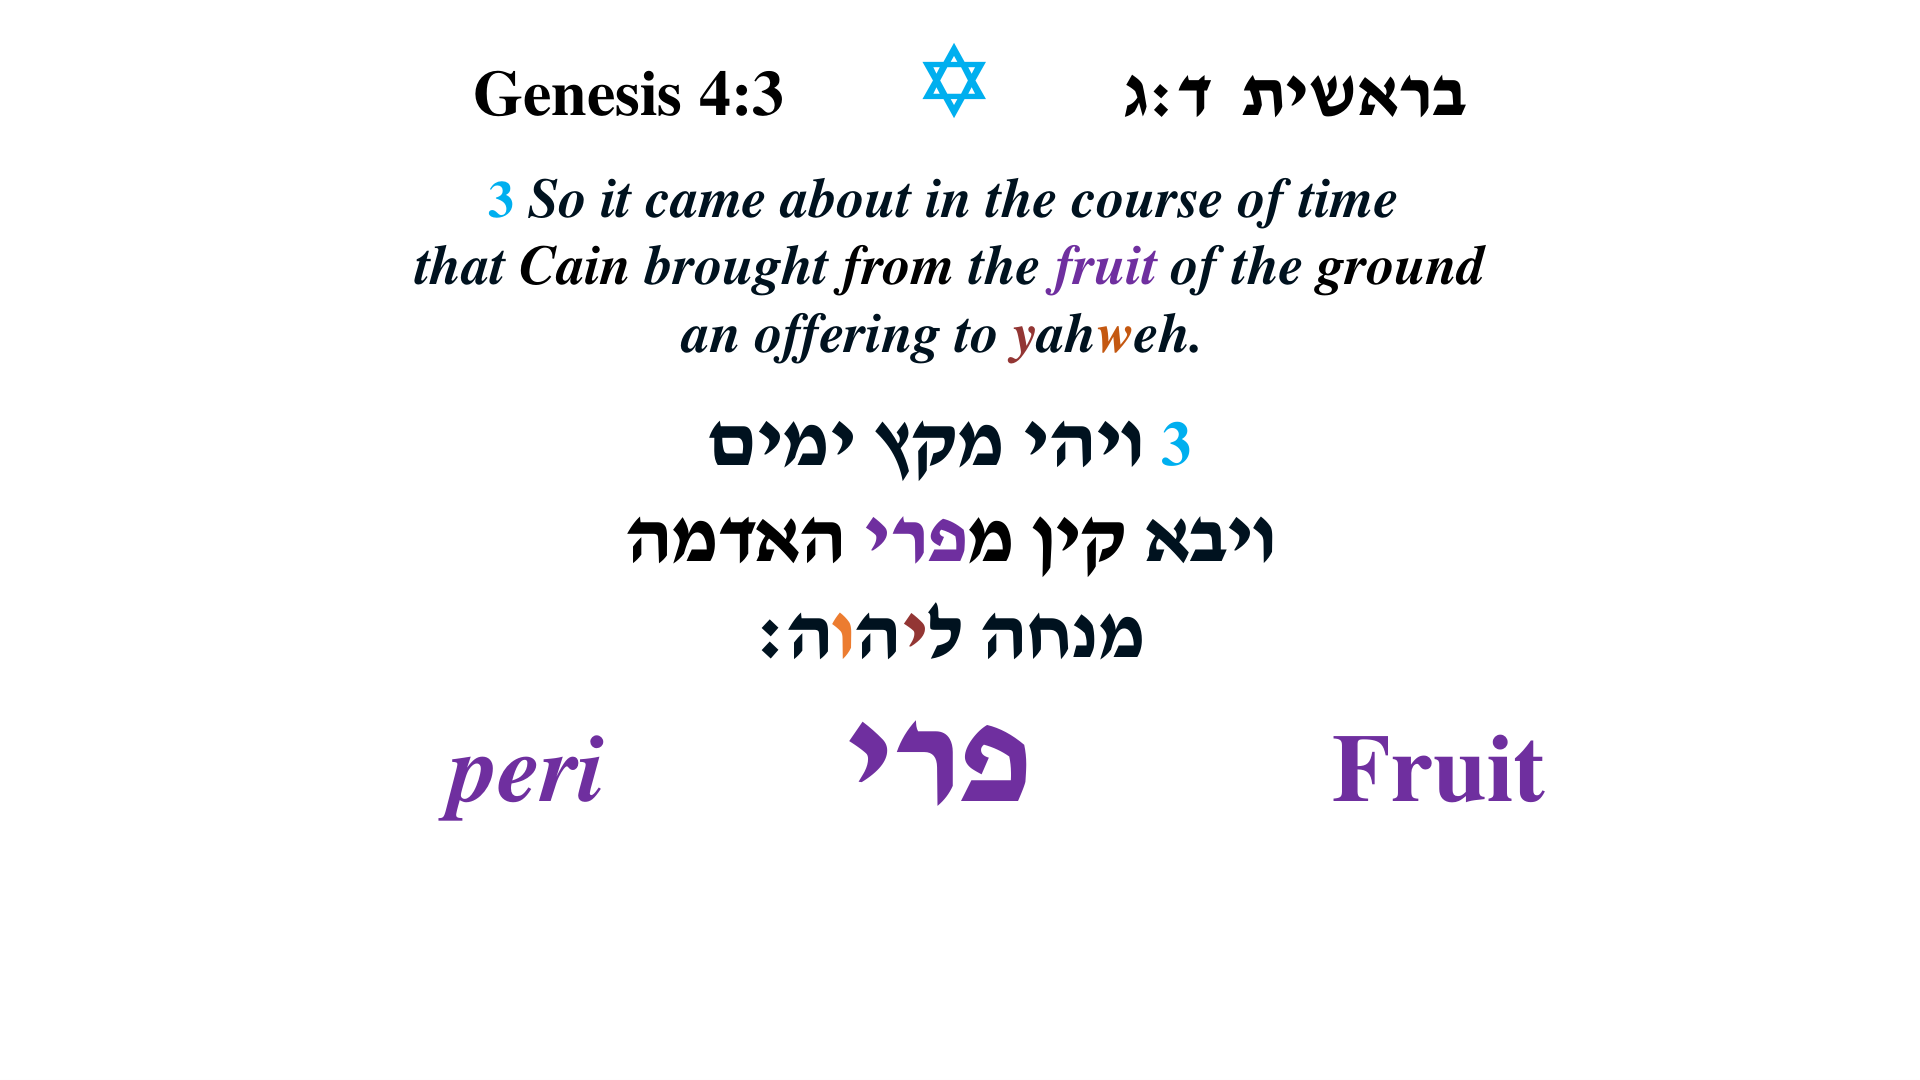 Genesis 4:3 ✡ בראשית ד:ג
3 So it came about in the course of time
that Cain brought from the fruit of the ground
an offering to yahweh.
3 ויהי מקץ ימים
ויבא קין מפרי האדמה
מנחה ליהוה:
peri פרי Fruit